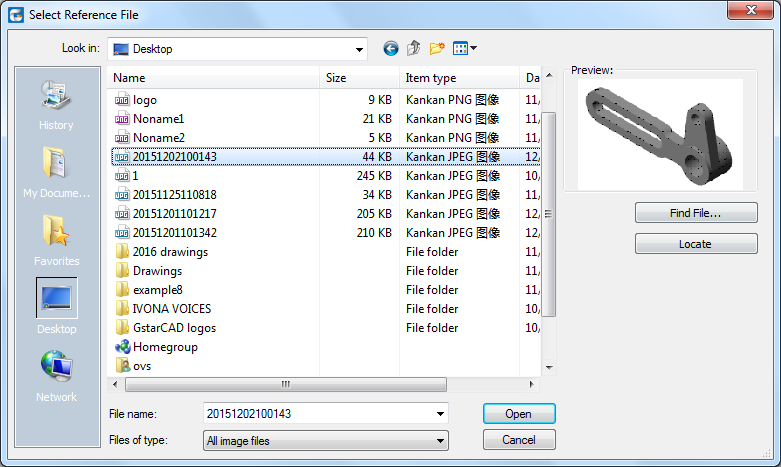 Select Reference File
Look in: Desktop
Name Size Item type Da
logo 9 KB Kankan PNG 图像 11,
Noname1 21 KB Kankan PNG 图像 11,
Noname2 5 KB Kankan PNG 图像 11,
20151202100143 44 KB Kankan JPEG 图像 12,
1 245 KB Kankan JPEG 图像 10,
20151125110818 34 KB Kankan JPEG 图像 11,
20151201101217 205 KB Kankan JPEG 图像 12,
20151201101342 210 KB Kankan JPEG 图像 12,
2016 drawings File folder 11,
Drawings File folder 11,
example8 File folder 11,
IVONA VOICES File folder 10,
GstarCAD logos File folder 10,
Homegroup
ovs
History
My Docume...
Favorites
Desktop
Network
Preview:
Find File...
Locate
File name: 20151202100143
Open
Files of type: All image files
Cancel